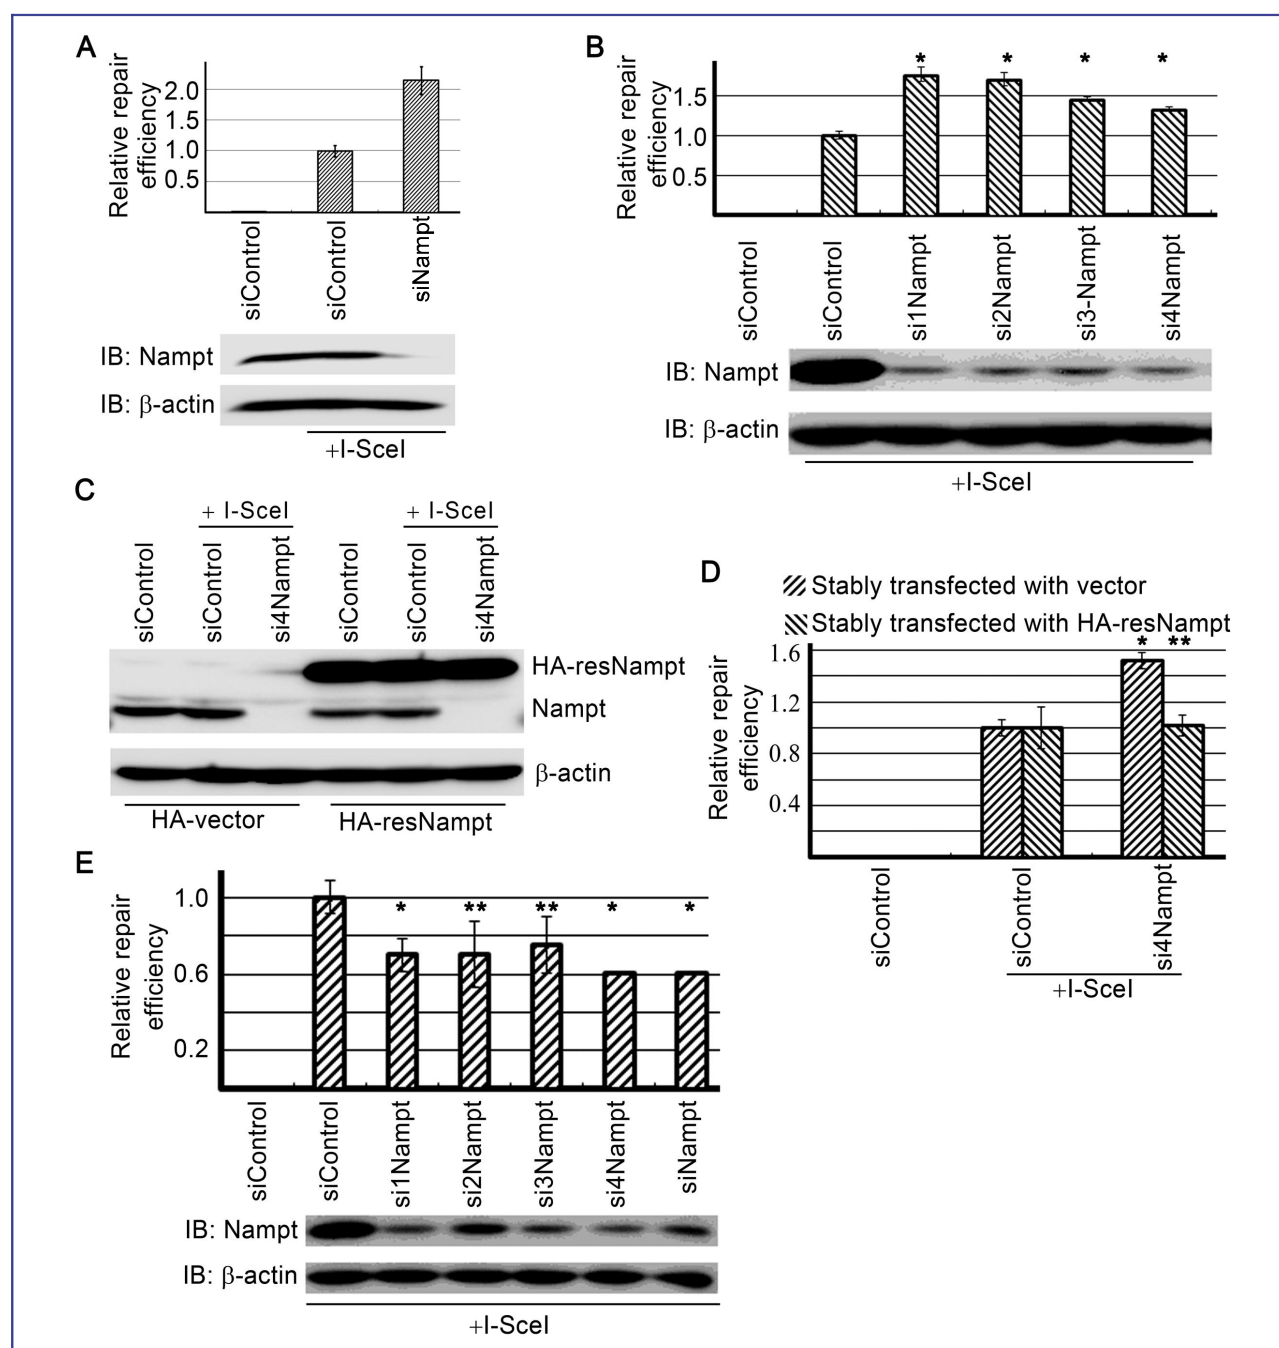 A
Relative repair
efficiency
2.0
1.5
1.0
0.5
siControl
siControl
siNampt
IB: Nampt
IB: β-actin
+I-SceI
B
Relative repair
efficiency
1.5
1.0
0.5
* * * *
siControl
siControl
si1Nampt
si2Nampt
si3-Nampt
si4Nampt
IB: Nampt
IB: β-actin
+I-SceI
C
+ I-SceI
+ I-SceI
siControl
siControl
si4Nampt
siControl
siControl
si4Nampt
HA-resNampt
Nampt
β-actin
HA-vector
HA-resNampt
D
Stably transfected with vector
Stably transfected with HA-resNampt
* **
Relative repair
efficiency
1.6
1.2
0.8
0.4
siControl
siControl
si4Nampt
+I-SceI
E
Relative repair
efficiency
1.0
0.6
0.2
* ** ** * *
siControl
siControl
si1Nampt
si2Nampt
si3Nampt
si4Nampt
siNampt
IB: Nampt
IB: β-actin
+I-SceI